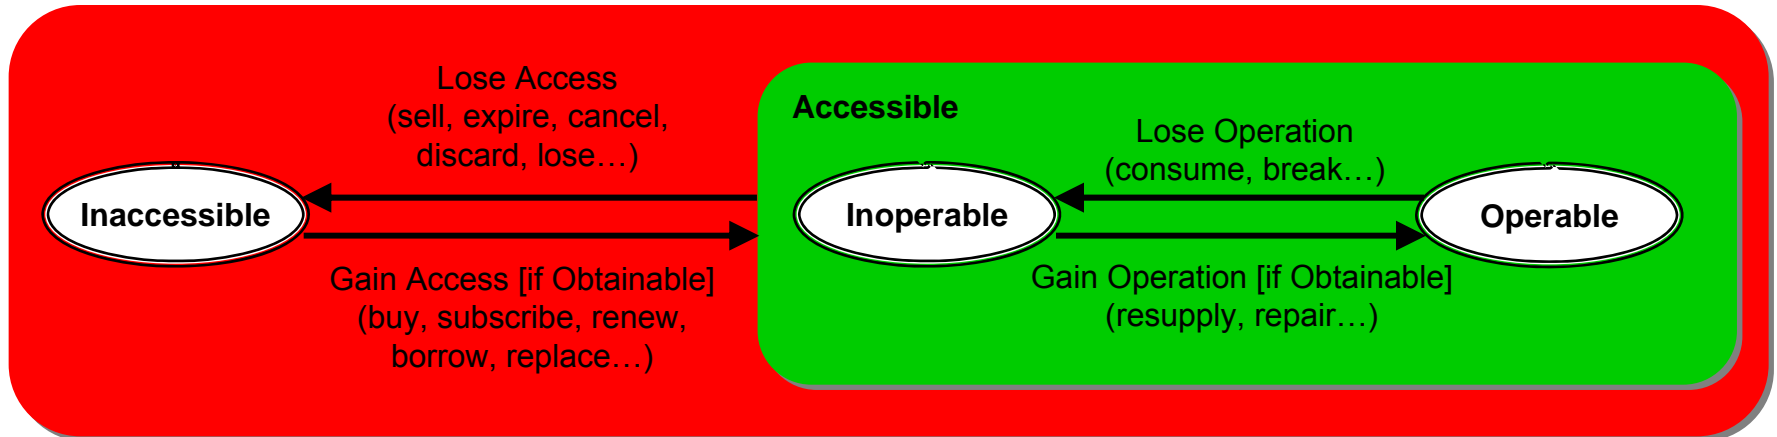 Lose Access
(sell, expire, cancel,
discard, lose…)
Inaccessible
Gain Access [if Obtainable]
(buy, subscribe, renew,
borrow, replace…)
Accessible
Lose Operation
(consume, break…)
Inoperable
Operable
Gain Operation [if Obtainable]
(resupply, repair…)